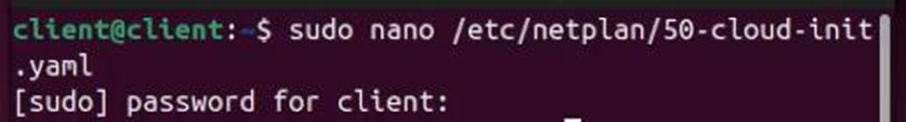 client@client:~$ sudo nano /etc/netplan/50-cloud-init
.yaml
[sudo] password for client: